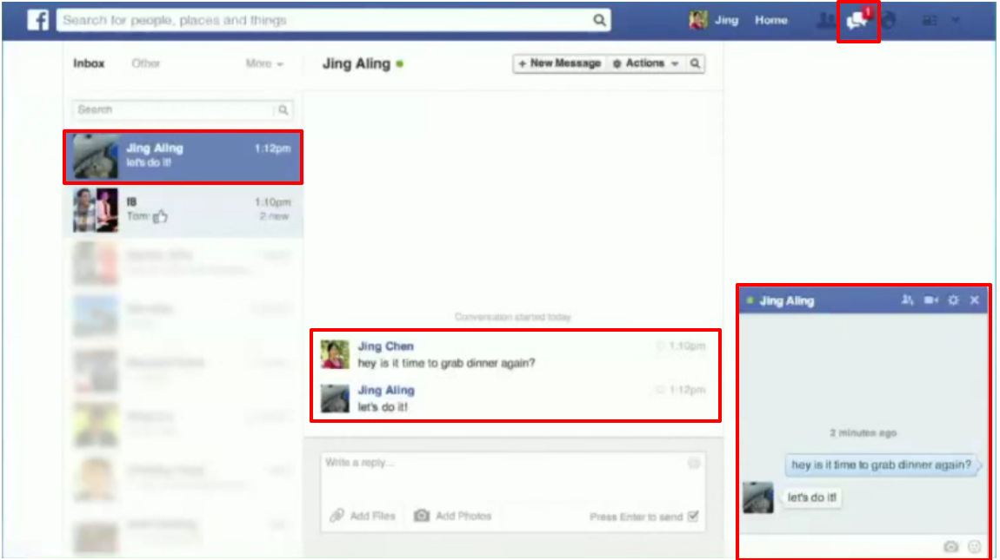 f
Search for people, places and things
Jing
Home
1
Inbox
Other
More
Jing Aling
+ New Message
Actions
Search
Jing Aling
1:12pm
let's do it!
f8
1:10pm
Tom:
2 new
Conversation started today
Jing Chen
1:10pm
hey is it time to grab dinner again?
Jing Aling
1:12pm
let's do it!
Write a reply...
Add Files
Add Photos
Press Enter to send
Jing Aling
2 minutes ago
hey is it time to grab dinner again?
let's do it!